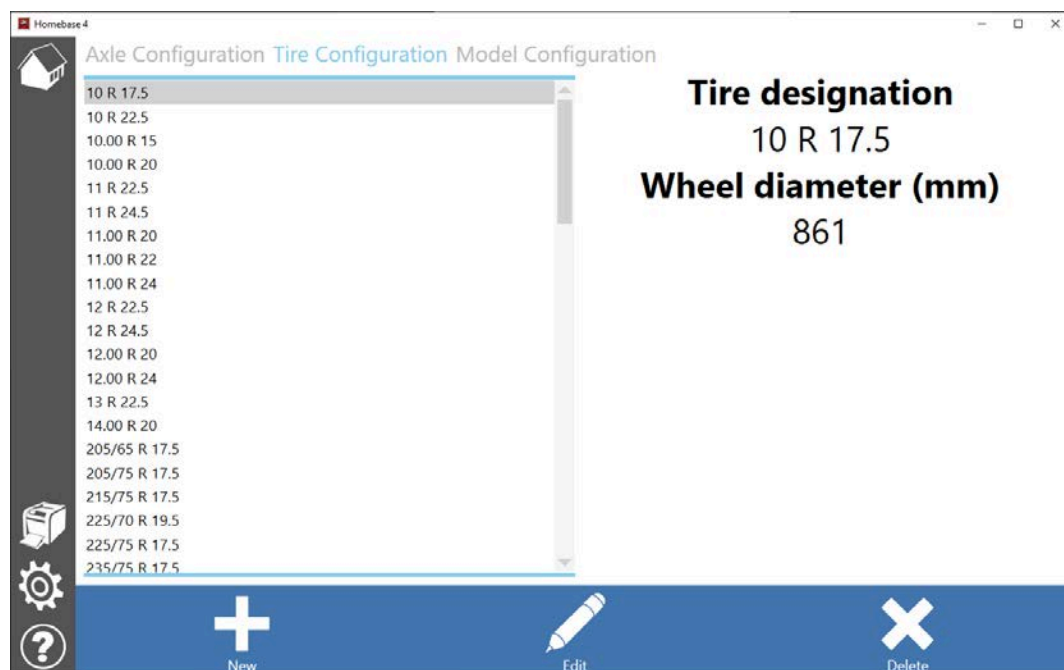 Homebase 4
Axle Configuration Tire Configuration Model Configuration
10 R 17.5
10 R 22.5
10.00 R 15
10.00 R 20
11 R 22.5
11 R 24.5
11.00 R 20
11.00 R 22
11.00 R 24
12 R 22.5
12 R 24.5
12.00 R 20
12.00 R 24
13 R 22.5
14.00 R 20
205/65 R 17.5
205/75 R 17.5
215/75 R 17.5
225/70 R 19.5
225/75 R 17.5
235/75 R 17.5
Tire designation
10 R 17.5
Wheel diameter (mm)
861
New
Edit
Delete